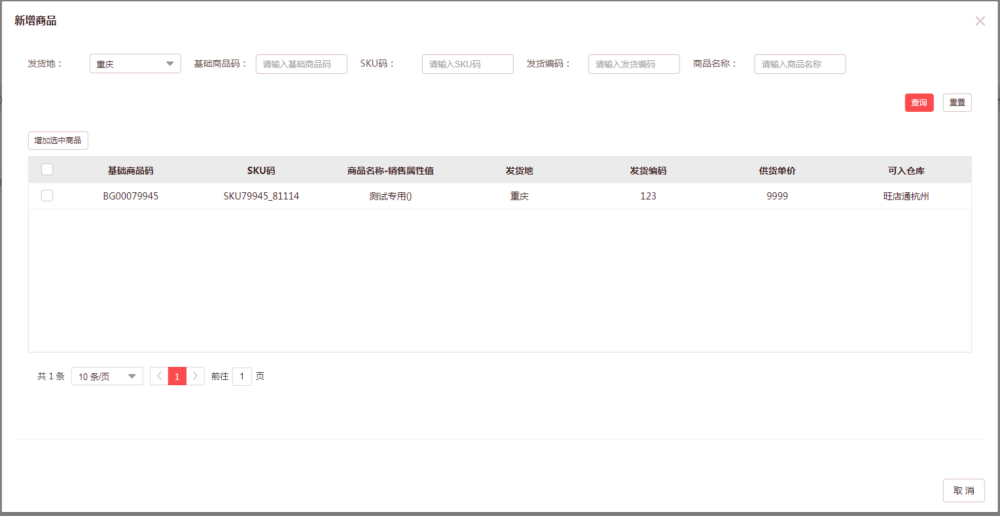 新增商品
发货地： 重庆 基础商品码： 请输入基础商品码 SKU码： 请输入SKU码 发货编码： 请输入发货编码 商品名称： 请输入商品名称
查询 重置
增加选中商品
基础商品码 SKU码 商品名称-销售属性值 发货地 发货编码 供货单价 可入仓库
BG00079945 SKU79945_81114 测试专用() 重庆 123 9999 旺店通杭州
共 1 条 10 条/页 1 前往 1 页
取 消